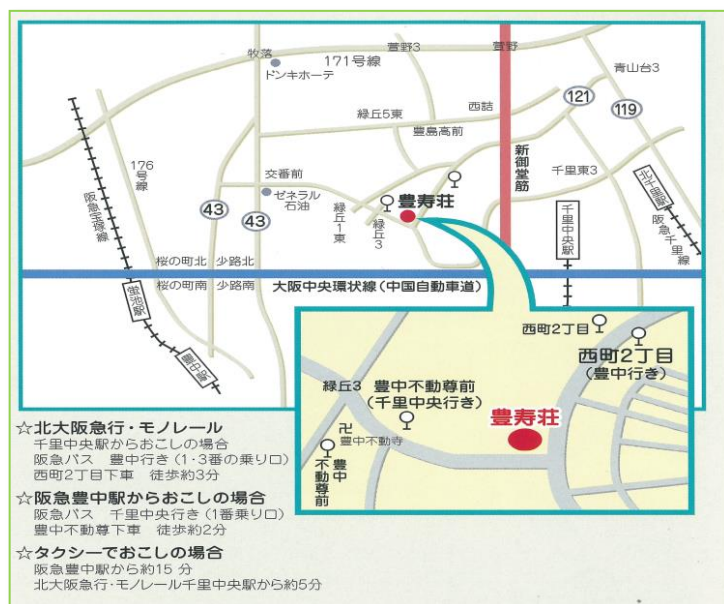 牧落
ドンキホーテ
171号線
萱野3
萱野
青山台3
121
119
緑丘5東
西詰
豊島高前
新御堂筋
千里東3
北千里駅
阪急千里線
176号線
阪急宝塚線
交番前
ゼネラル石油
43
43
緑丘1東
緑丘3
豊寿荘
千里中央駅
桜の町北
少路北
桜の町南
少路南
大阪中央環状線(中国自動車道)
蛍池駅
豊中駅
西町2丁目
西町2丁目
(豊中行き)
緑丘3
豊中不動尊前
(千里中央行き)
卍
豊中不動寺
豊中不動尊前
豊寿荘
☆北大阪急行・モノレール
千里中央駅からおこしの場合
阪急バス 豊中行き(1・3番の乗り口)
西町2丁目下車 徒歩約3分
☆阪急豊中駅からおこしの場合
阪急バス 千里中央行き(1番乗り口)
豊中不動尊下車 徒歩約2分
☆タクシーでおこしの場合
阪急豊中駅から約15 分
北大阪急行・モノレール千里中央駅から約5分